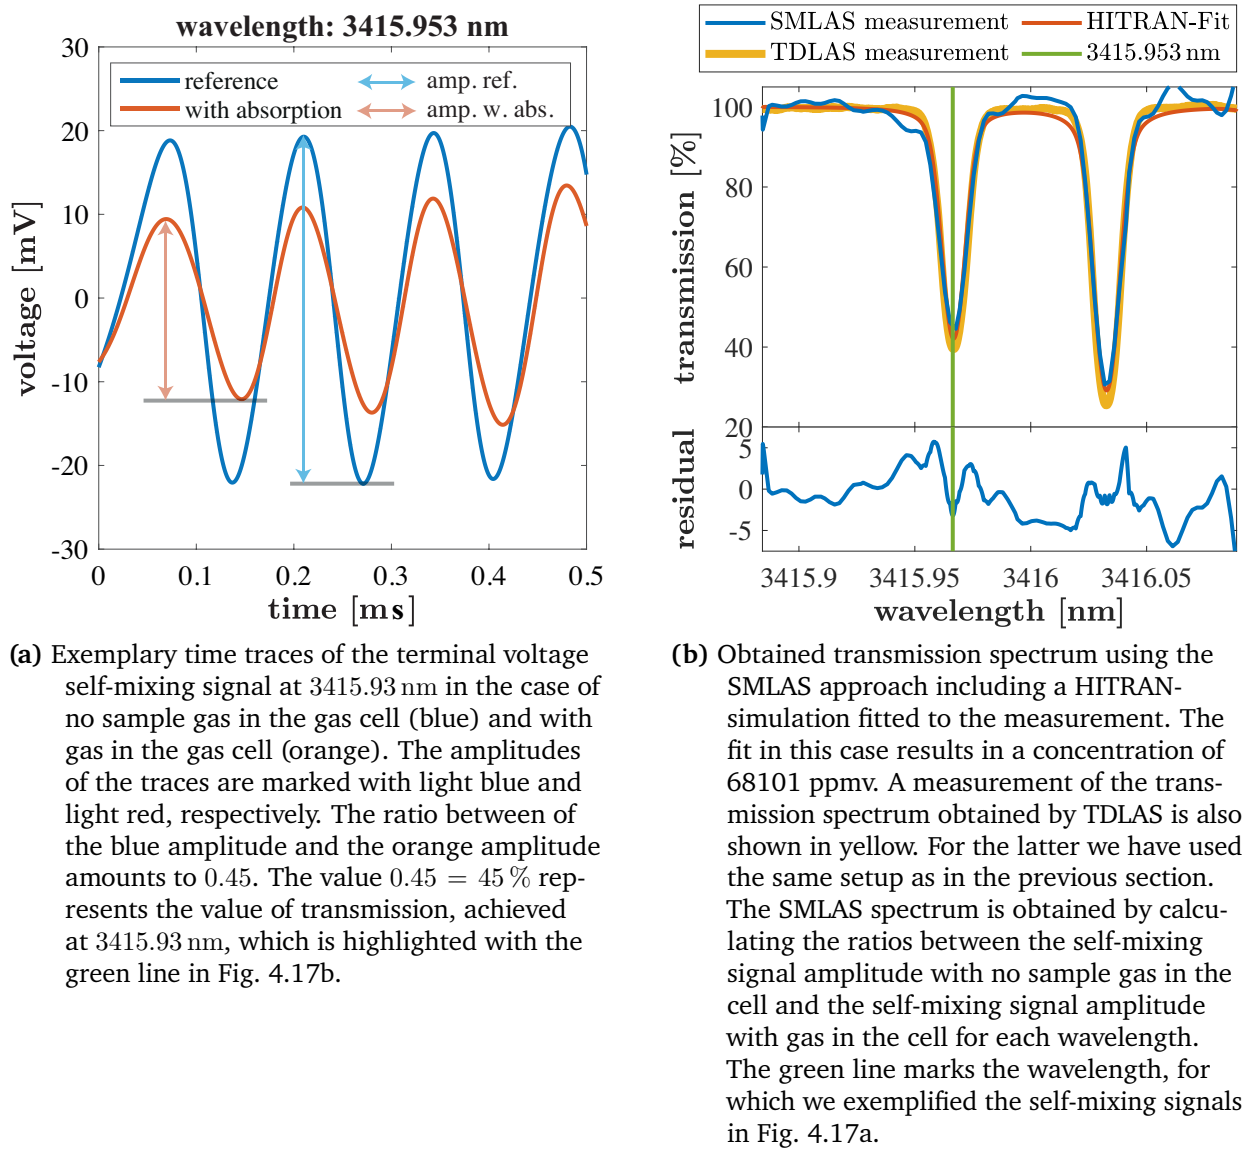 wavelength: 3415.953 nm
reference
with absorption
amp. ref.
amp. w. abs.
voltage [mV]
30
20
10
0
-10
-20
-30
0
0.1
0.2
0.3
0.4
0.5
time [ms]
(a) Exemplary time traces of the terminal voltage
self-mixing signal at 3415.93 nm in the case of
no sample gas in the gas cell (blue) and with
gas in the gas cell (orange). The amplitudes
of the traces are marked with light blue and
light red, respectively. The ratio between of
the blue amplitude and the orange amplitude
amounts to 0.45. The value 0.45 = 45 % rep-
resents the value of transmission, achieved
at 3415.93 nm, which is highlighted with the
green line in Fig. 4.17b.
SMLAS measurement
HITRAN-Fit
TDLAS measurement
3415.953 nm
transmission [%]
100
80
60
40
20
residual
5
0
-5
3415.9
3415.95
3416
3416.05
wavelength [nm]
(b) Obtained transmission spectrum using the
SMLAS approach including a HITRAN-
simulation fitted to the measurement. The
fit in this case results in a concentration of
68101 ppmv. A measurement of the trans-
mission spectrum obtained by TDLAS is also
shown in yellow. For the latter we have used
the same setup as in the previous section.
The SMLAS spectrum is obtained by calcu-
lating the ratios between the self-mixing
signal amplitude with no sample gas in the
cell and the self-mixing signal amplitude
with gas in the cell for each wavelength.
The green line marks the wavelength, for
which we exemplified the self-mixing signals
in Fig. 4.17a.